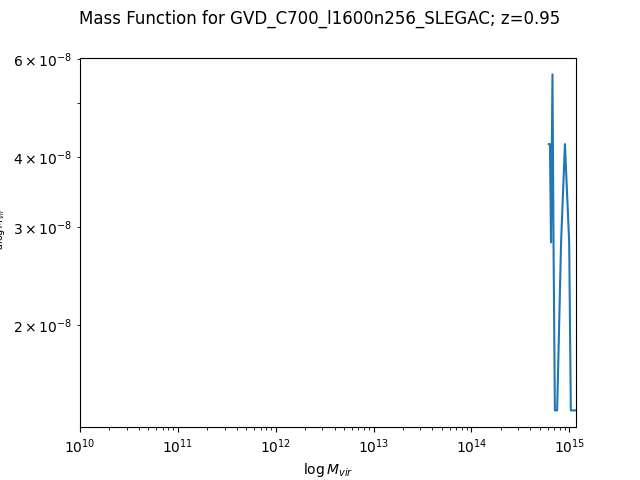 Mass Function for GVD_C700_l1600n256_SLEGAC; z=0.95
6 × 10⁻⁸
4 × 10⁻⁸
3 × 10⁻⁸
2 × 10⁻⁸
10¹⁰ 10¹¹ 10¹² 10¹³ 10¹⁴ 10¹⁵
log M_vir